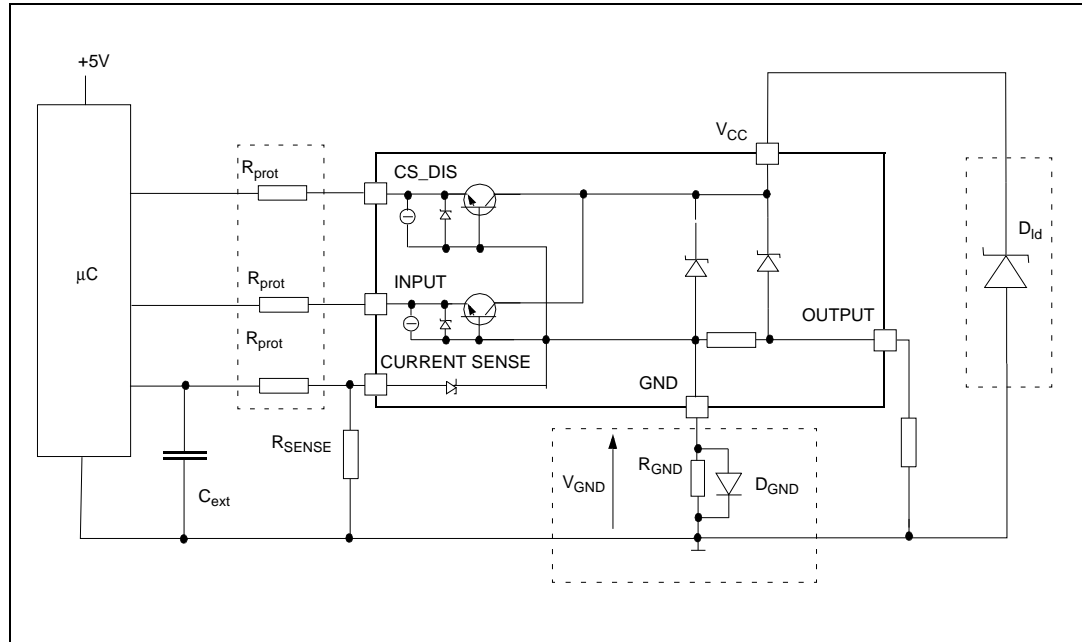 +5V
V_CC
R_prot
CS_DIS
D_ld
μC
R_prot
INPUT
OUTPUT
R_prot
CURRENT SENSE
GND
R_SENSE
R_GND
V_GND
D_GND
C_ext